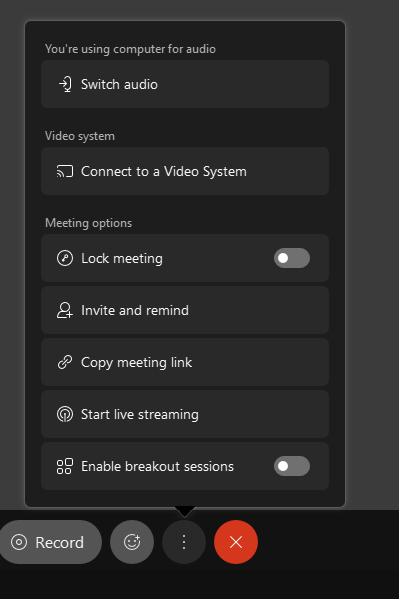 You're using computer for audio
Switch audio
Video system
Connect to a Video System
Meeting options
Lock meeting
Invite and remind
Copy meeting link
Start live streaming
Enable breakout sessions
Record